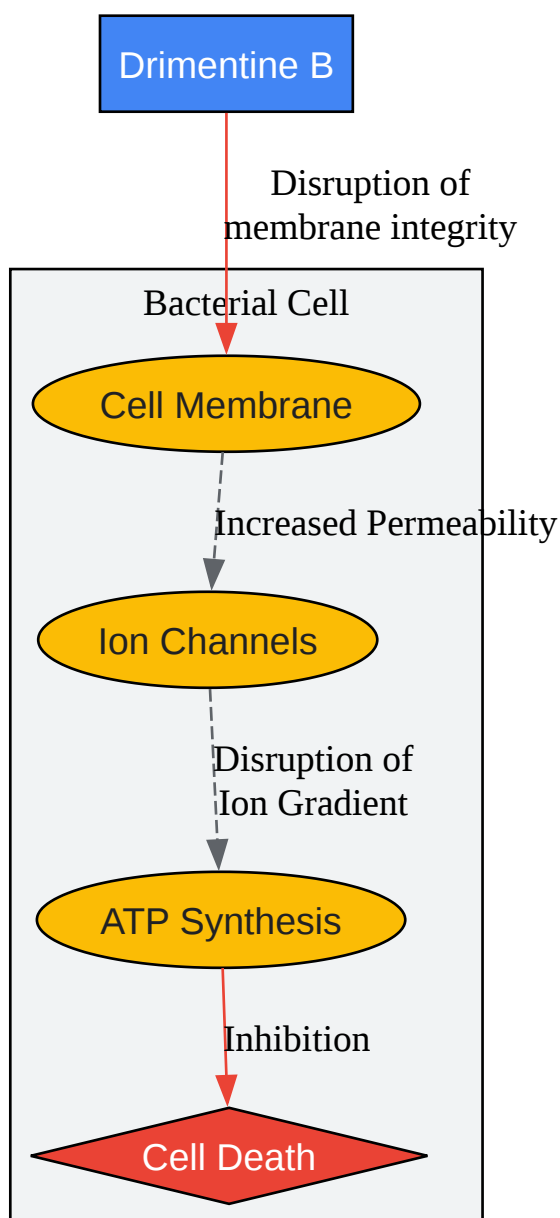 Drimentine B
Disruption of
membrane integrity
Bacterial Cell
Cell Membrane
Increased Permeability
Ion Channels
Disruption of
Ion Gradient
ATP Synthesis
Inhibition
Cell Death